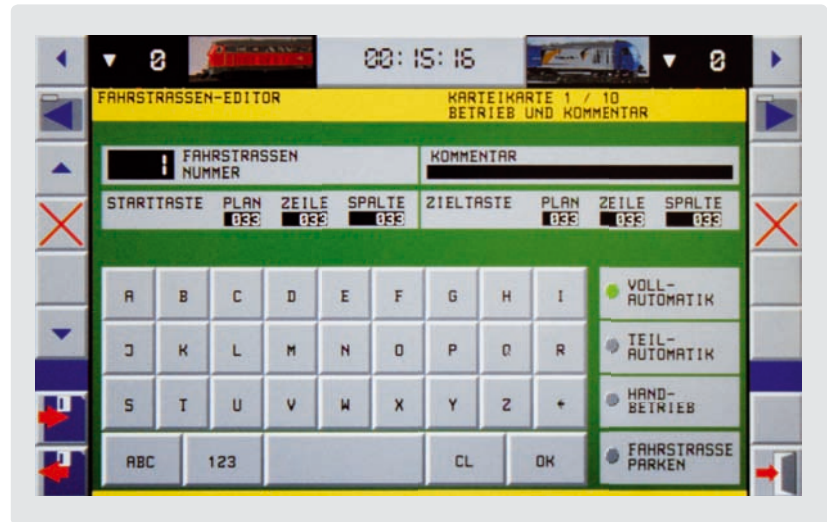 ▼ 0 00:15:16 ▼ 0
FAHRSTRASSEN-EDITOR KARTEIKARTE 1 / 10
BETRIEB UND KOMMENTAR
1 FAHRSTRASSEN NUMMER KOMMENTAR
STARTTASTE PLAN ZEILE SPALTE ZIELTASTE PLAN ZEILE SPALTE
033 033 033 033 033 033
A B C D E F G H I VOLL-AUTOMATIK
J K L M N O P Q R TEIL-AUTOMATIK
S T U V W X Y Z ← HAND-BETRIEB
ABC 123 CL OK FAHRSTRASSE PARKEN